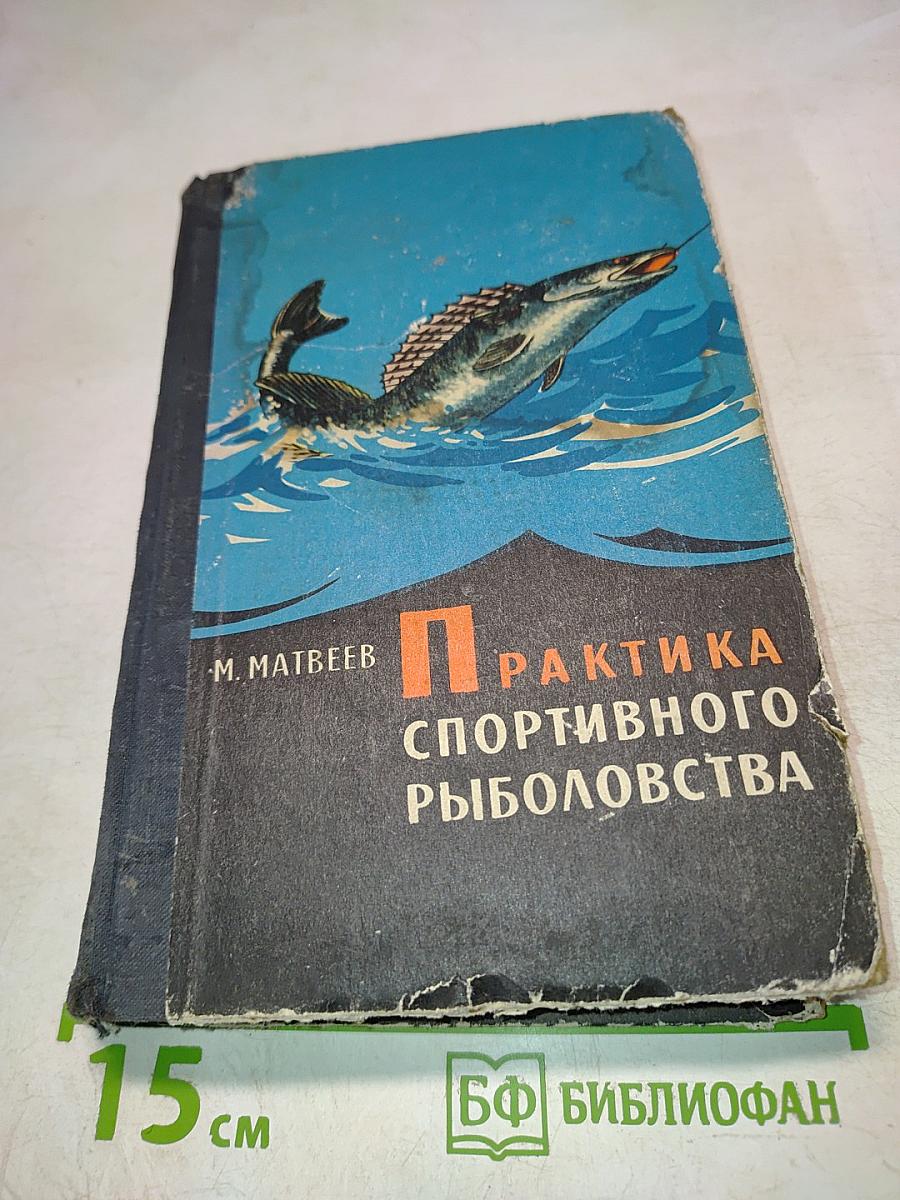 М. МАТВЕЕВ
ПРАКТИКА
СПОРТИВНОГО
РЫБОЛОВСТВА
15 см
БФ БИБЛИОФАН